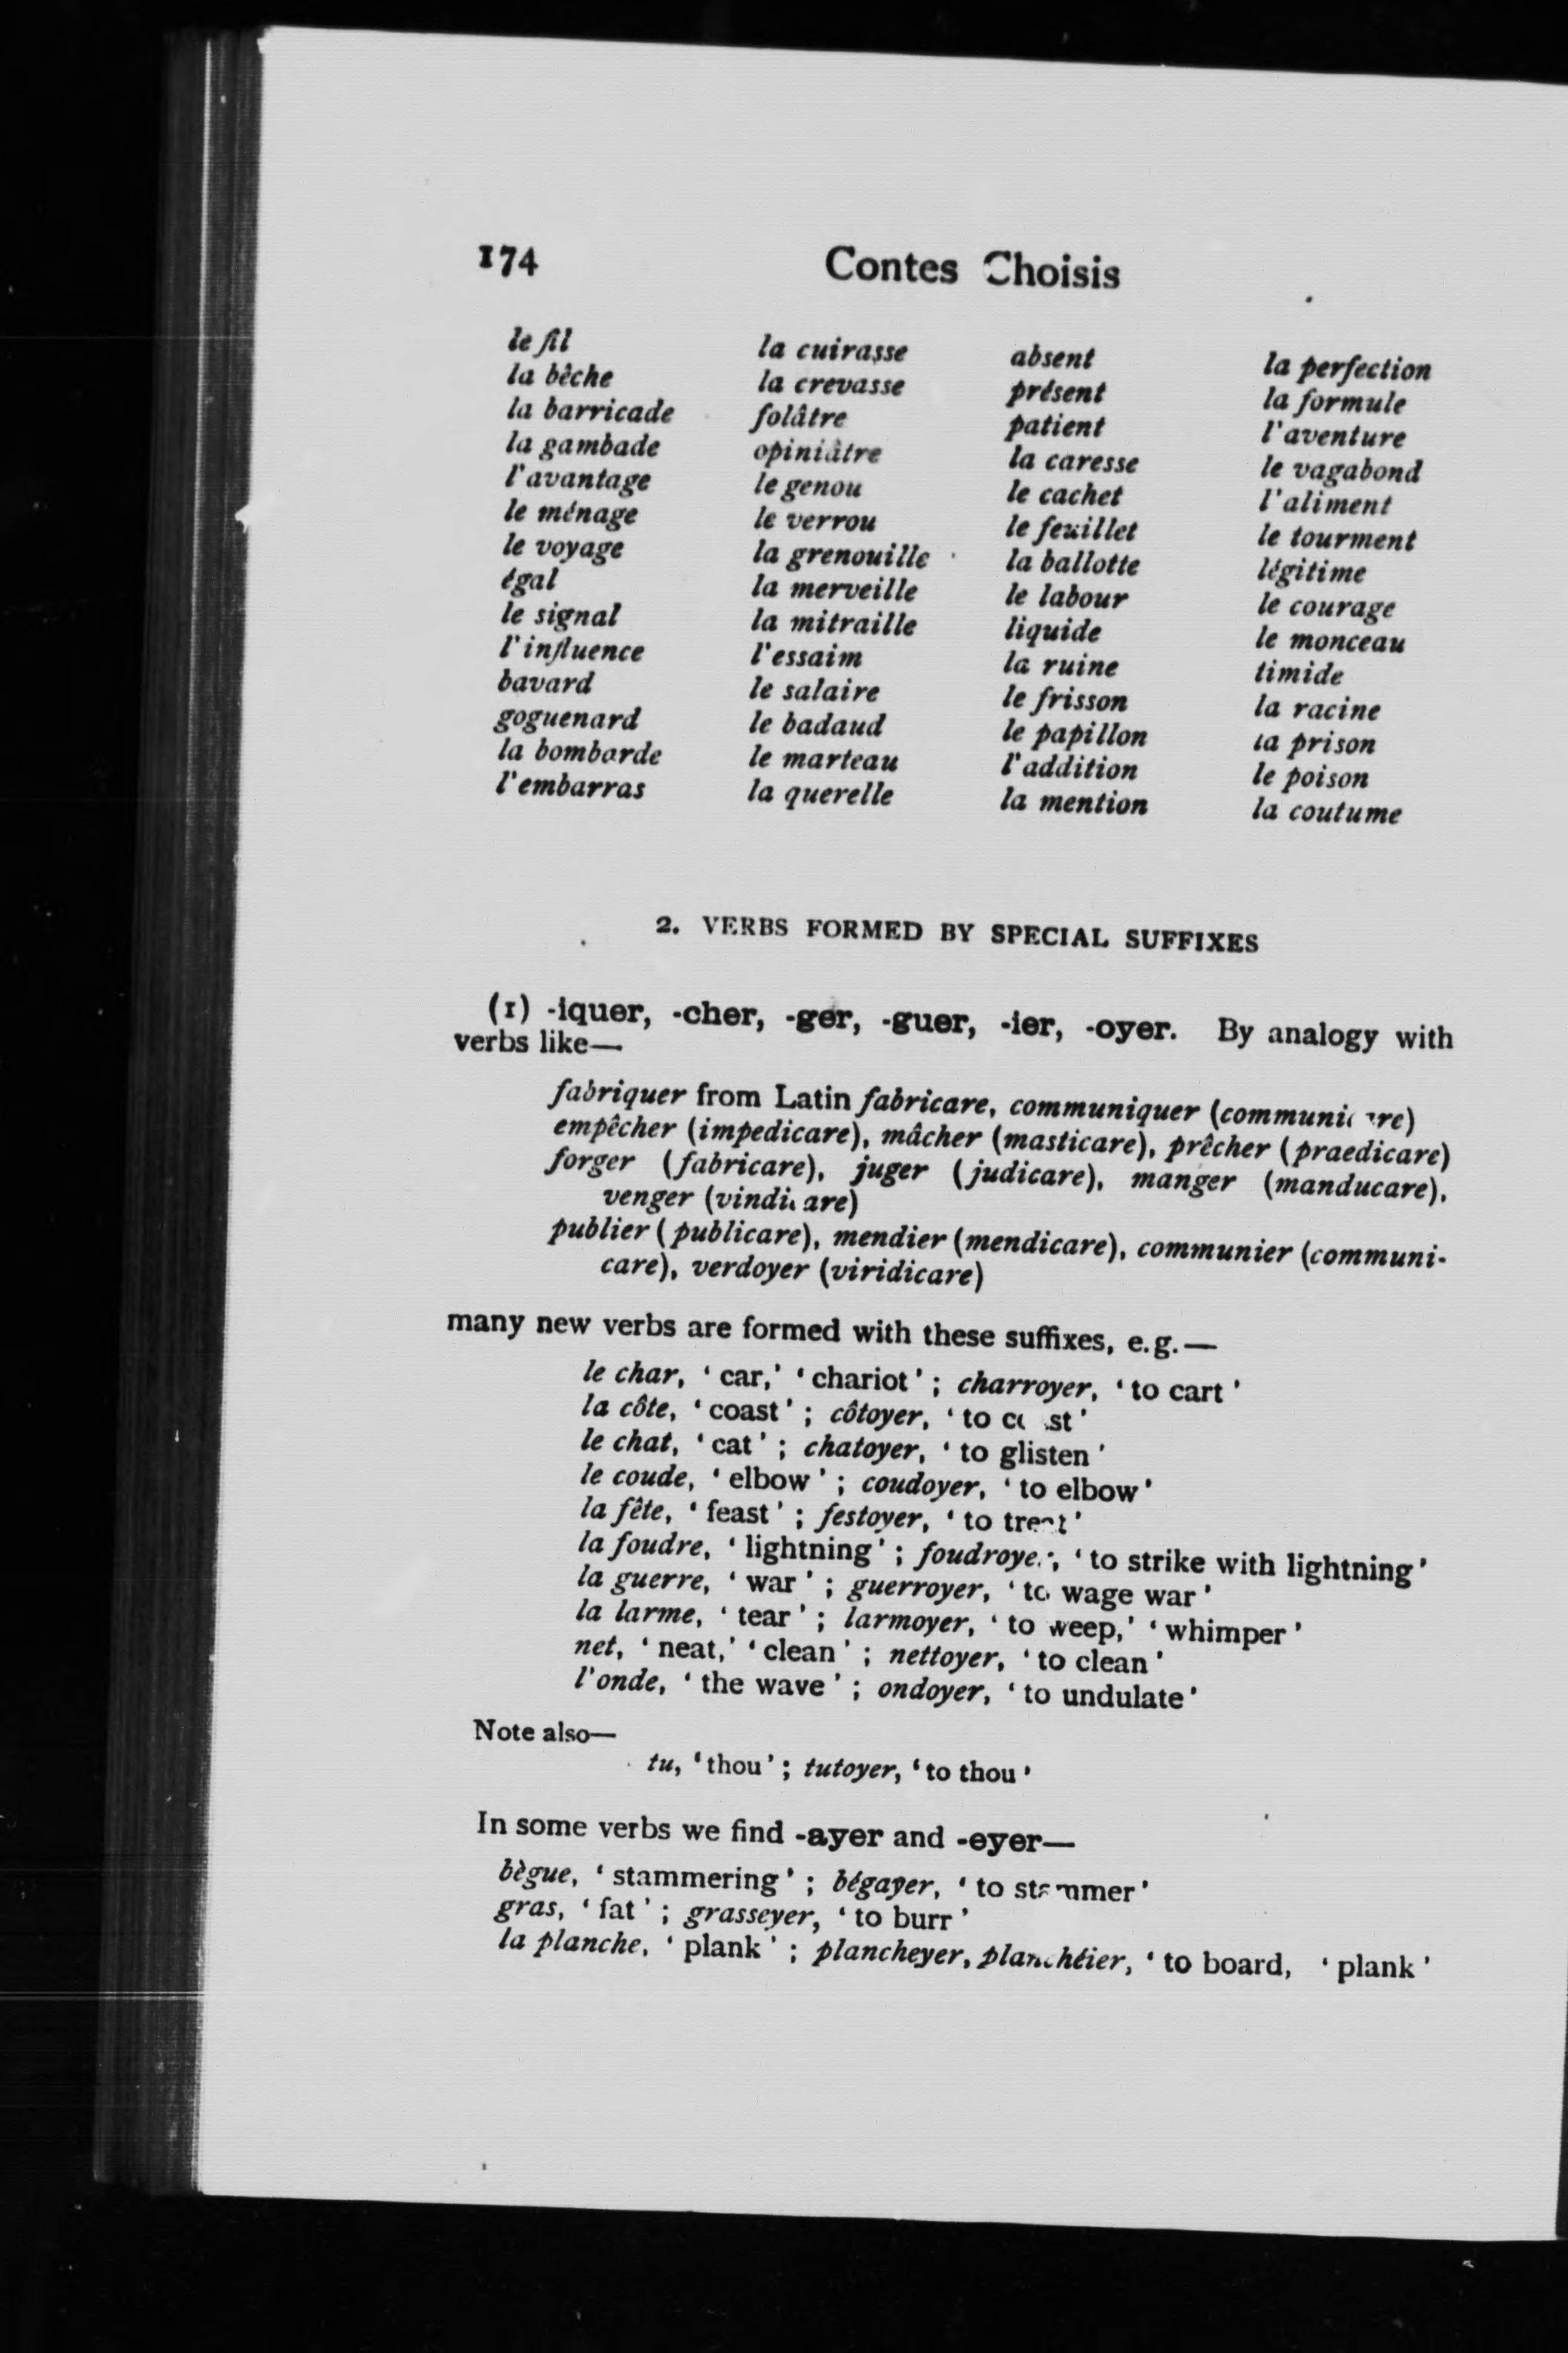 174 Contes Choisis
le fil la cuirasse absent la perfection
la bêche la crevasse présent la formule
la barricade folâtre patient l'aventure
la gambade opiniâtre la caresse le vagabond
l'avantage le genou le cachet l'aliment
le ménage le verrou le feuillet le tourment
le voyage la grenouille la ballotte légitime
égal la merveille le labour le courage
le signal la mitraille liquide le monceau
l'influence l'essaim la ruine timide
bavard le salaire le frisson la racine
goguenard le badaud le papillon la prison
la bombarde le marteau l'addition le poison
l'embarras la querelle la mention la coutume
2. VERBS FORMED BY SPECIAL SUFFIXES
(1) -iquer, -cher, -ger, -guer, -ier, -oyer. By analogy with
verbs like—
fabriquer from Latin fabricare, communiquer (communicare)
empêcher (impedicare), mâcher (masticare), prêcher (praedicare)
forger (fabricare), juger (judicare), manger (manducare),
venger (vindicare)
publier (publicare), mendier (mendicare), communier (communi-
care), verdoyer (viridicare)
many new verbs are formed with these suffixes, e.g.—
le char, 'car,' 'chariot'; charroyer, 'to cart'
la côte, 'coast'; côtoyer, 'to coast'
le chat, 'cat'; chatoyer, 'to glisten'
le coude, 'elbow'; coudoyer, 'to elbow'
la fête, 'feast'; festoyer, 'to treat'
la foudre, 'lightning'; foudroyer, 'to strike with lightning'
la guerre, 'war'; guerroyer, 'to wage war'
la larme, 'tear'; larmoyer, 'to weep,' 'whimper'
net, 'neat,' 'clean'; nettoyer, 'to clean'
l'onde, 'the wave'; ondoyer, 'to undulate'
Note also—
tu, 'thou'; tutoyer, 'to thou'
In some verbs we find -ayer and -eyer—
bègue, 'stammering'; bégayer, 'to stammer'
gras, 'fat'; grasseyer, 'to burr'
la planche, 'plank'; plancheyer, planchéier, 'to board, 'plank'